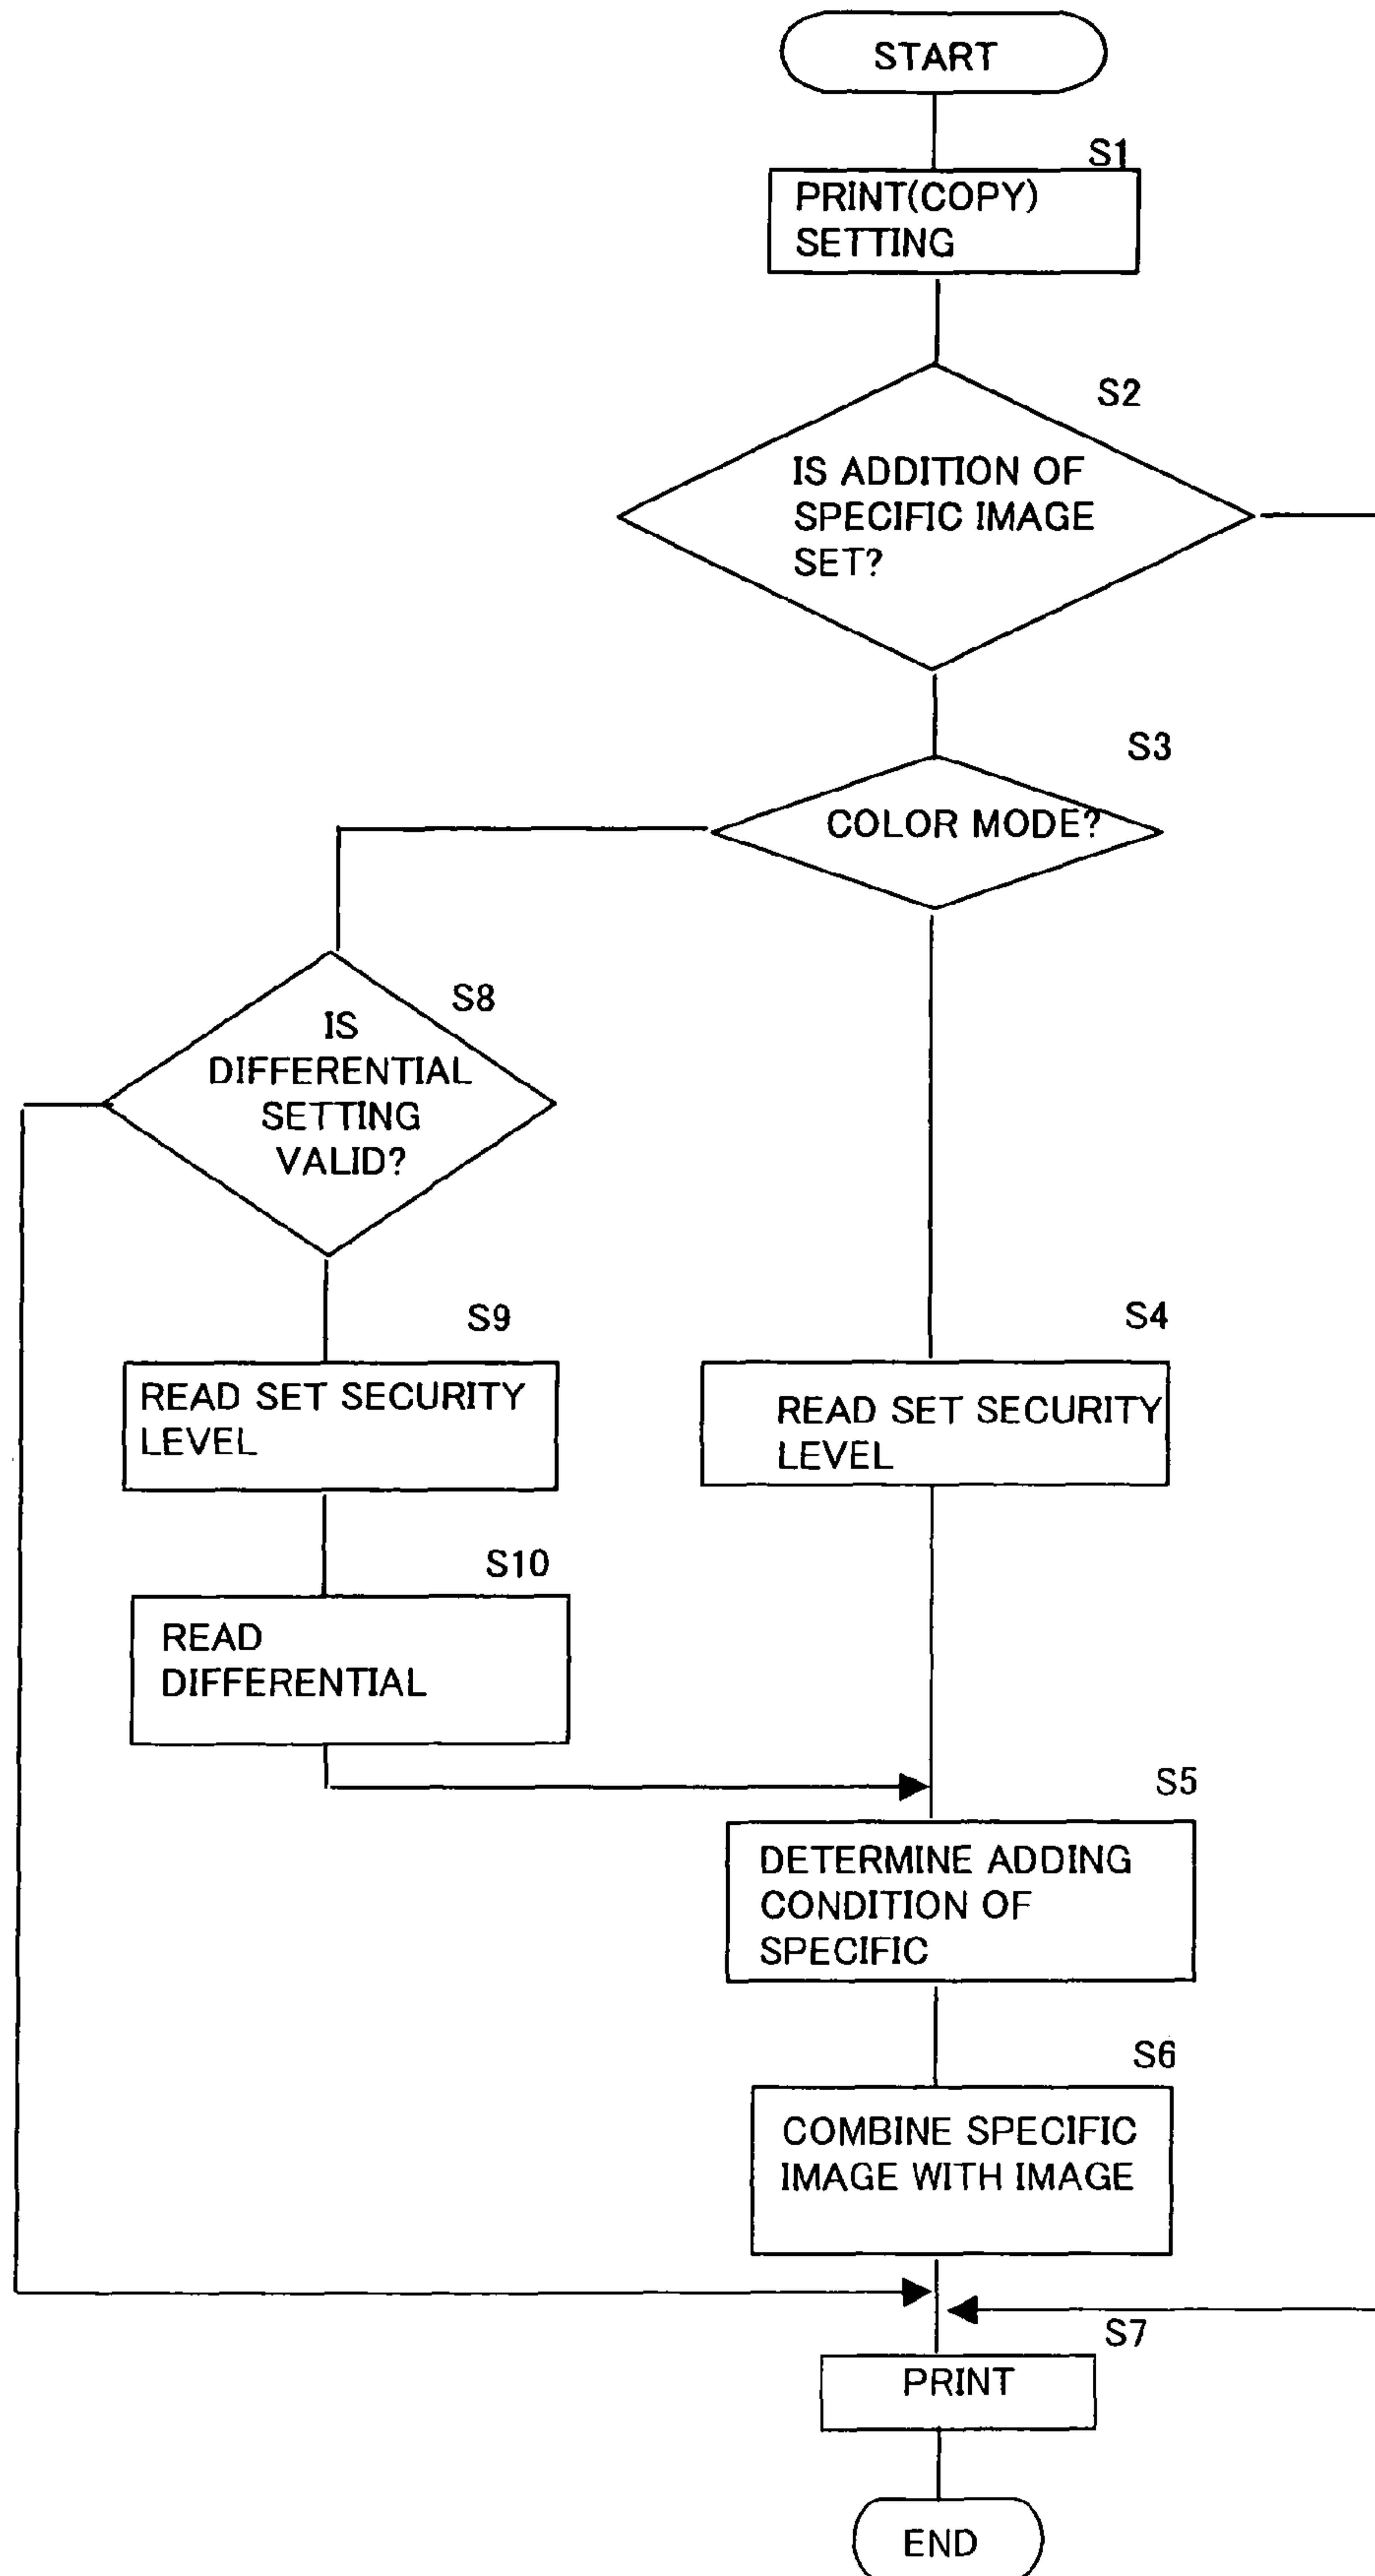 START
S1
PRINT(COPY)
SETTING
S2
IS ADDITION OF
SPECIFIC IMAGE
SET?
S3
COLOR MODE?
S8
IS
DIFFERENTIAL
SETTING
VALID?
S9
READ SET SECURITY
LEVEL
S4
READ SET SECURITY
LEVEL
S10
READ
DIFFERENTIAL
S5
DETERMINE ADDING
CONDITION OF
SPECIFIC
S6
COMBINE SPECIFIC
IMAGE WITH IMAGE
S7
PRINT
END